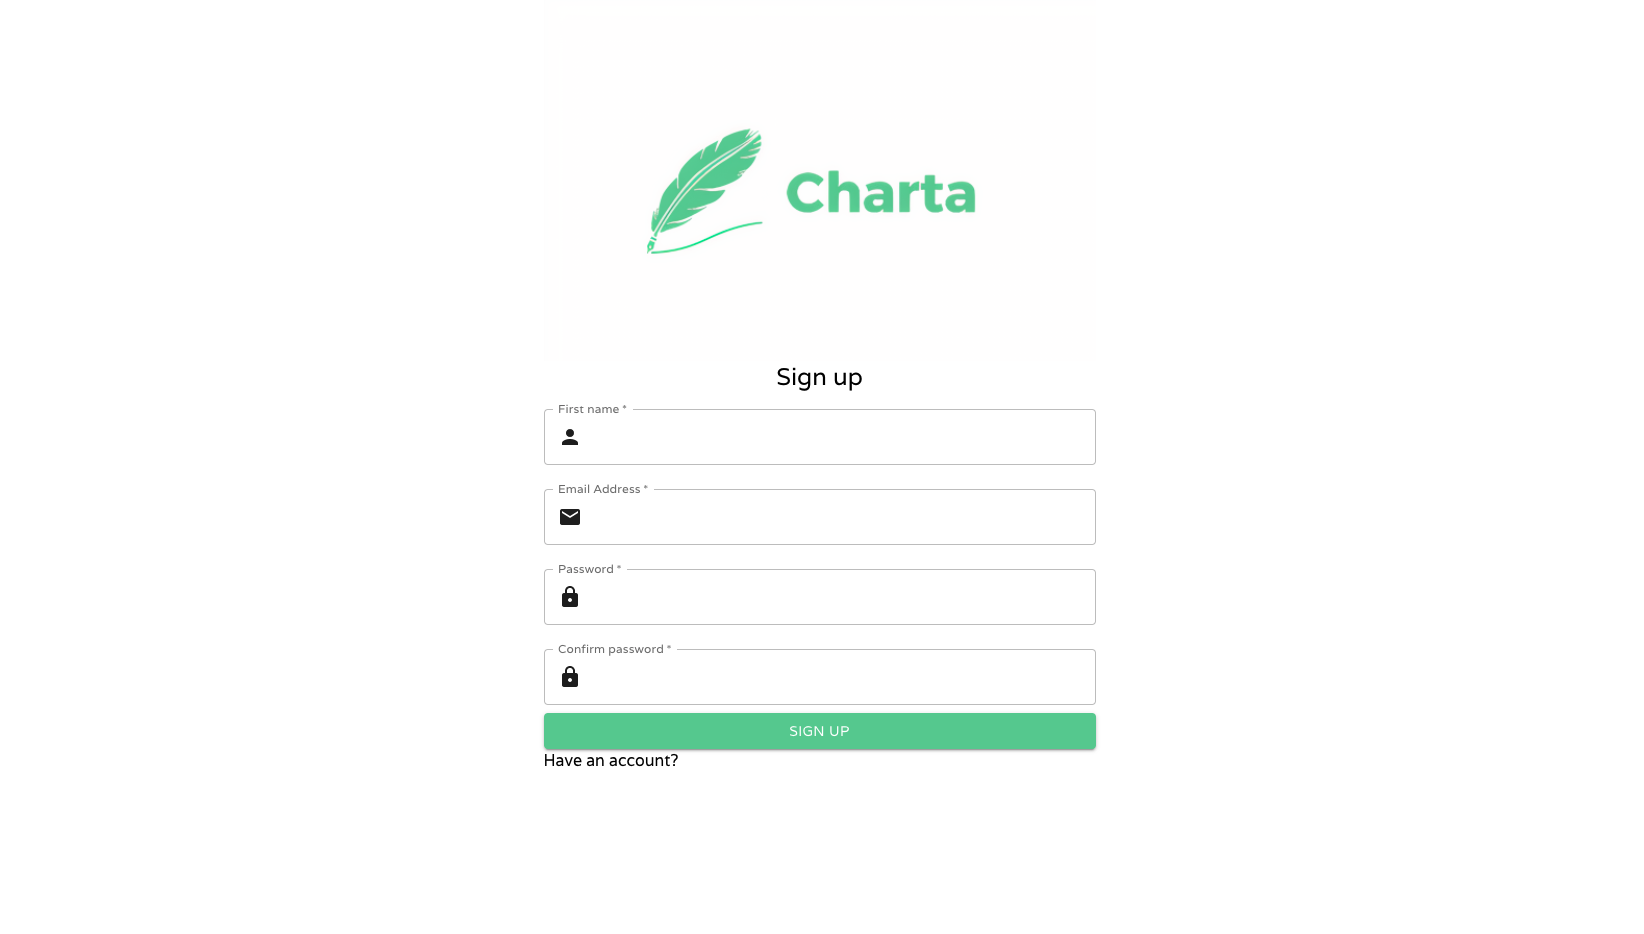 Charta
Sign up
First name *
Email Address *
Password *
Confirm password *
SIGN UP
Have an account?